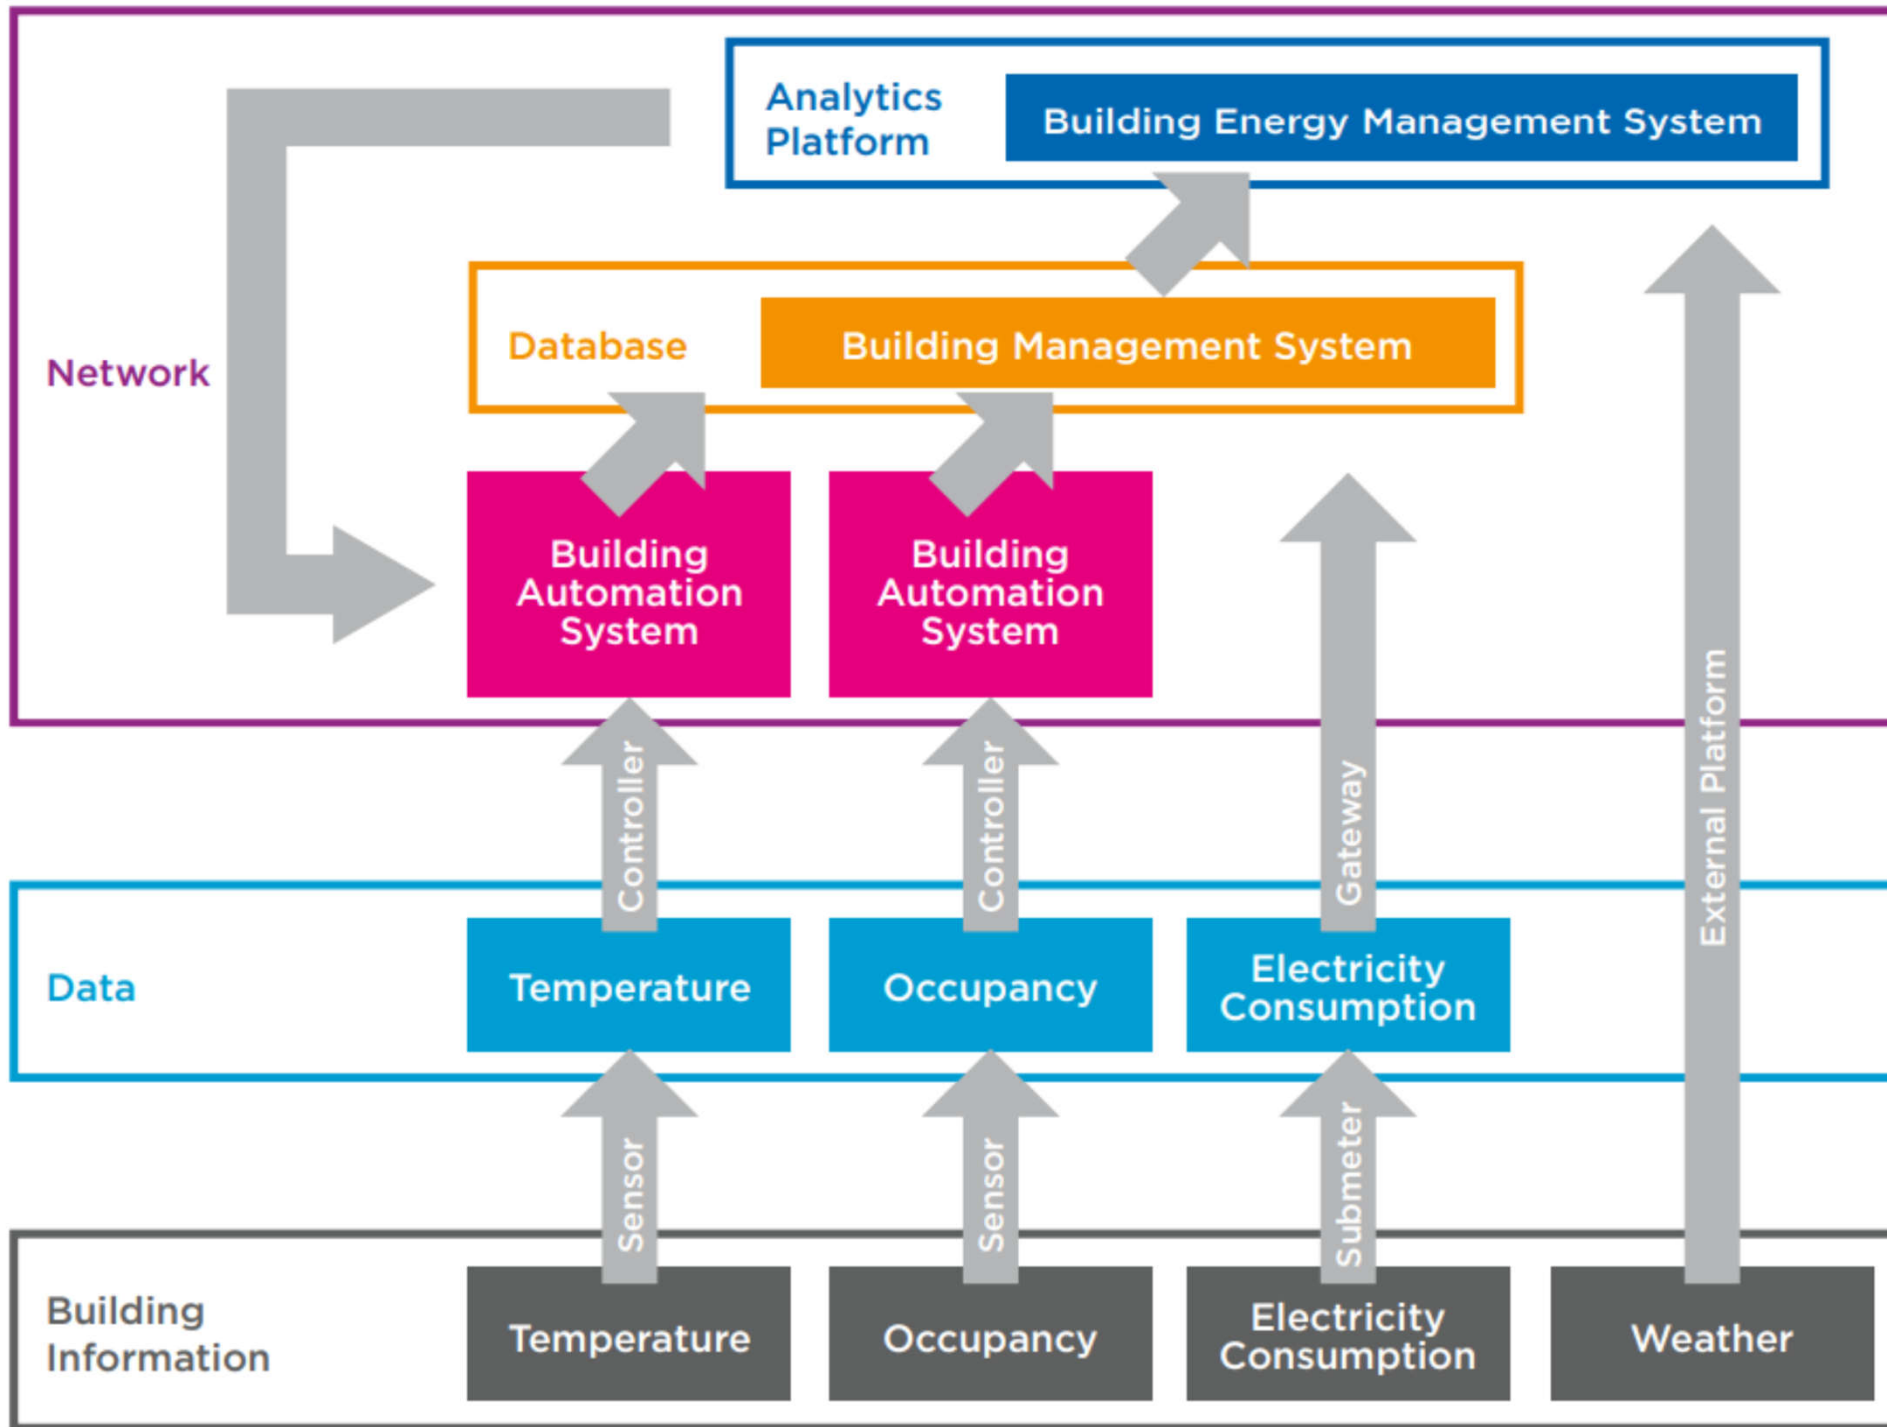 Analytics
Platform
Building Energy Management System
Network
Database
Building Management System
Building
Automation
System
Building
Automation
System
Controller
Controller
Gateway
External Platform
Data
Temperature
Occupancy
Electricity
Consumption
Sensor
Sensor
Submeter
Building
Information
Temperature
Occupancy
Electricity
Consumption
Weather